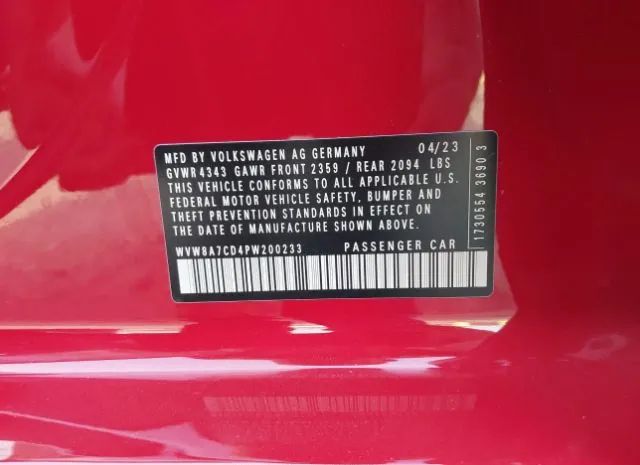 MFD BY VOLKSWAGEN AG GERMANY 04/23
GVWR 4343 GAWR FRONT 2359 / REAR 2094 LBS
THIS VEHICLE CONFORMS TO ALL APPLICABLE U.S.
FEDERAL MOTOR VEHICLE SAFETY, BUMPER AND
THEFT PREVENTION STANDARDS IN EFFECT ON
THE DATE OF MANUFACTURE SHOWN ABOVE.
WVW8A7CD4PW200233 PASSENGER CAR
1730554 3690 3